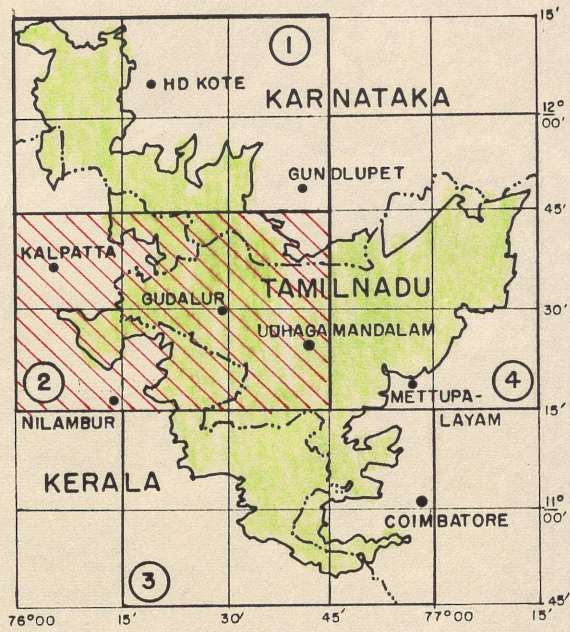 15′
1
HD KOTE
KARNATAKA
12°
00′
GUNDLUPET
45′
KALPATTA
TAMILNADU
GUDALUR
30′
UDHAGAMANDALAM
2
4
METTUPA-
LAYAM
15′
NILAMBUR
KERALA
11°
00′
COIMBATORE
3
45′
76°00 15′ 30′ 45′ 77°00 15′